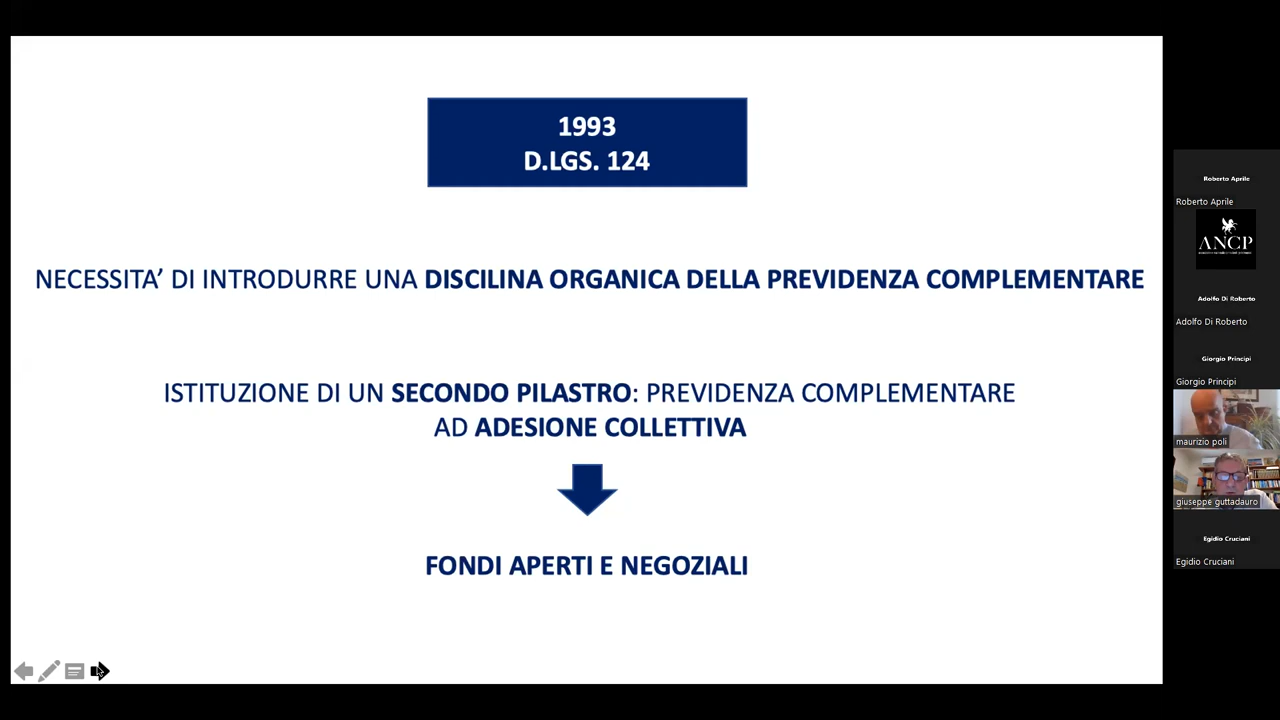 1993
D.LGS. 124
NECESSITA’ DI INTRODURRE UNA DISCILINA ORGANICA DELLA PREVIDENZA COMPLEMENTARE
ISTITUZIONE DI UN SECONDO PILASTRO: PREVIDENZA COMPLEMENTARE
AD ADESIONE COLLETTIVA
FONDI APERTI E NEGOZIALI
Roberto Aprile
Roberto Aprile
ANCP
Adolfo Di Roberto
Adolfo Di Roberto
Giorgio Principi
Giorgio Principi
maurizio poli
giuseppe guttadauro
Egidio Cruciani
Egidio Cruciani